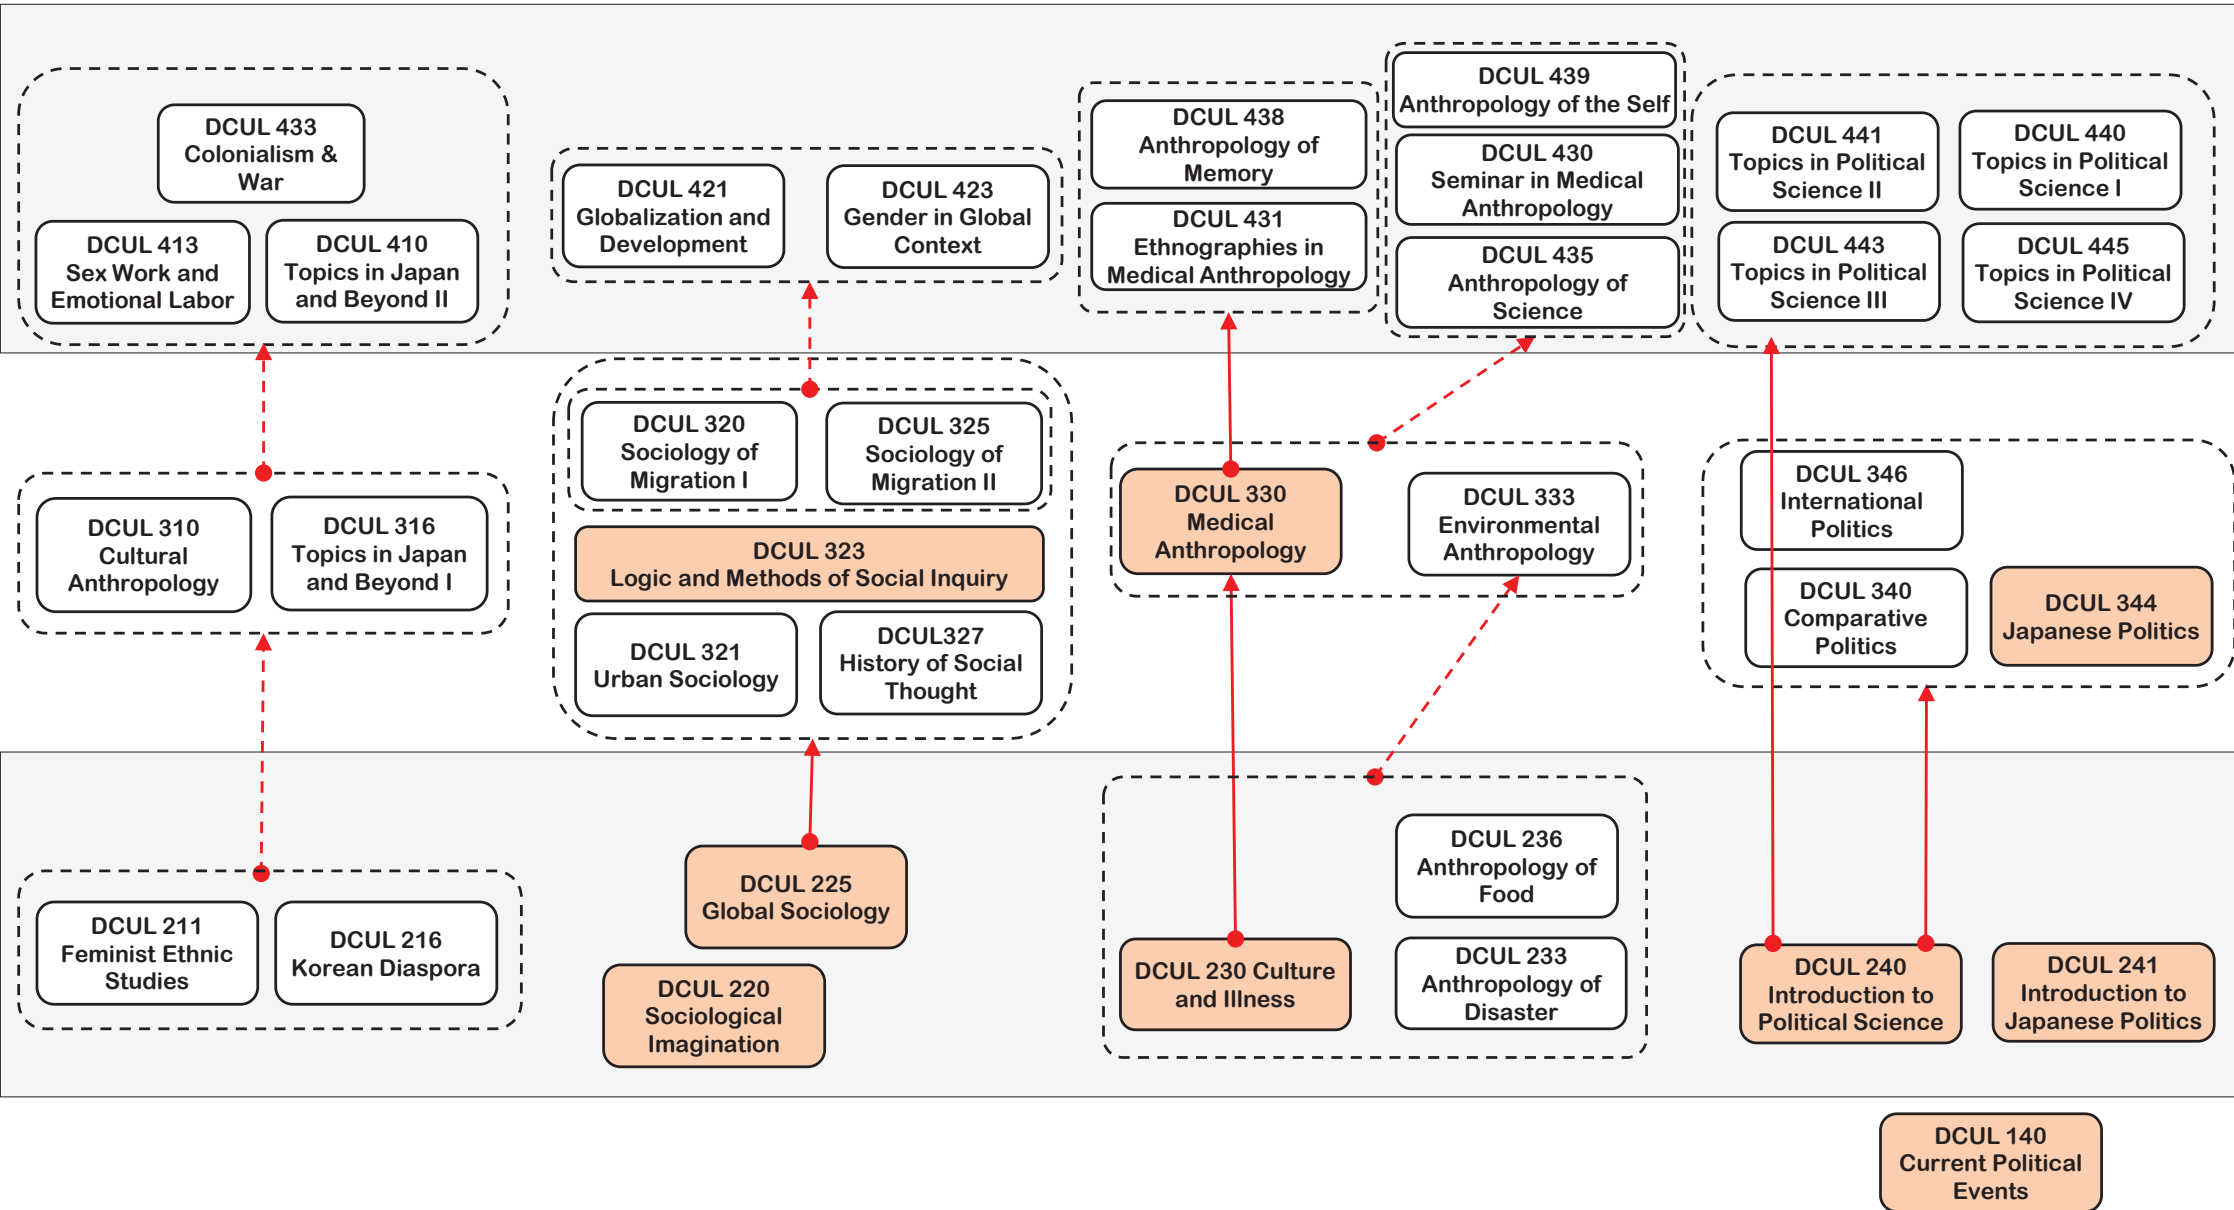 DCUL 433
Colonialism &
War
DCUL 413
Sex Work and
Emotional Labor
DCUL 410
Topics in Japan
and Beyond II
DCUL 421
Globalization and
Development
DCUL 423
Gender in Global
Context
DCUL 438
Anthropology of
Memory
DCUL 431
Ethnographies in
Medical Anthropology
DCUL 439
Anthropology of the Self
DCUL 430
Seminar in Medical
Anthropology
DCUL 435
Anthropology of
Science
DCUL 441
Topics in Political
Science II
DCUL 440
Topics in Political
Science I
DCUL 443
Topics in Political
Science III
DCUL 445
Topics in Political
Science IV
DCUL 310
Cultural
Anthropology
DCUL 316
Topics in Japan
and Beyond I
DCUL 320
Sociology of
Migration I
DCUL 325
Sociology of
Migration II
DCUL 323
Logic and Methods of Social Inquiry
DCUL 321
Urban Sociology
DCUL327
History of Social
Thought
DCUL 330
Medical
Anthropology
DCUL 333
Environmental
Anthropology
DCUL 346
International
Politics
DCUL 340
Comparative
Politics
DCUL 344
Japanese Politics
DCUL 211
Feminist Ethnic
Studies
DCUL 216
Korean Diaspora
DCUL 225
Global Sociology
DCUL 220
Sociological
Imagination
DCUL 236
Anthropology of
Food
DCUL 230 Culture
and Illness
DCUL 233
Anthropology of
Disaster
DCUL 240
Introduction to
Political Science
DCUL 241
Introduction to
Japanese Politics
DCUL 140
Current Political
Events